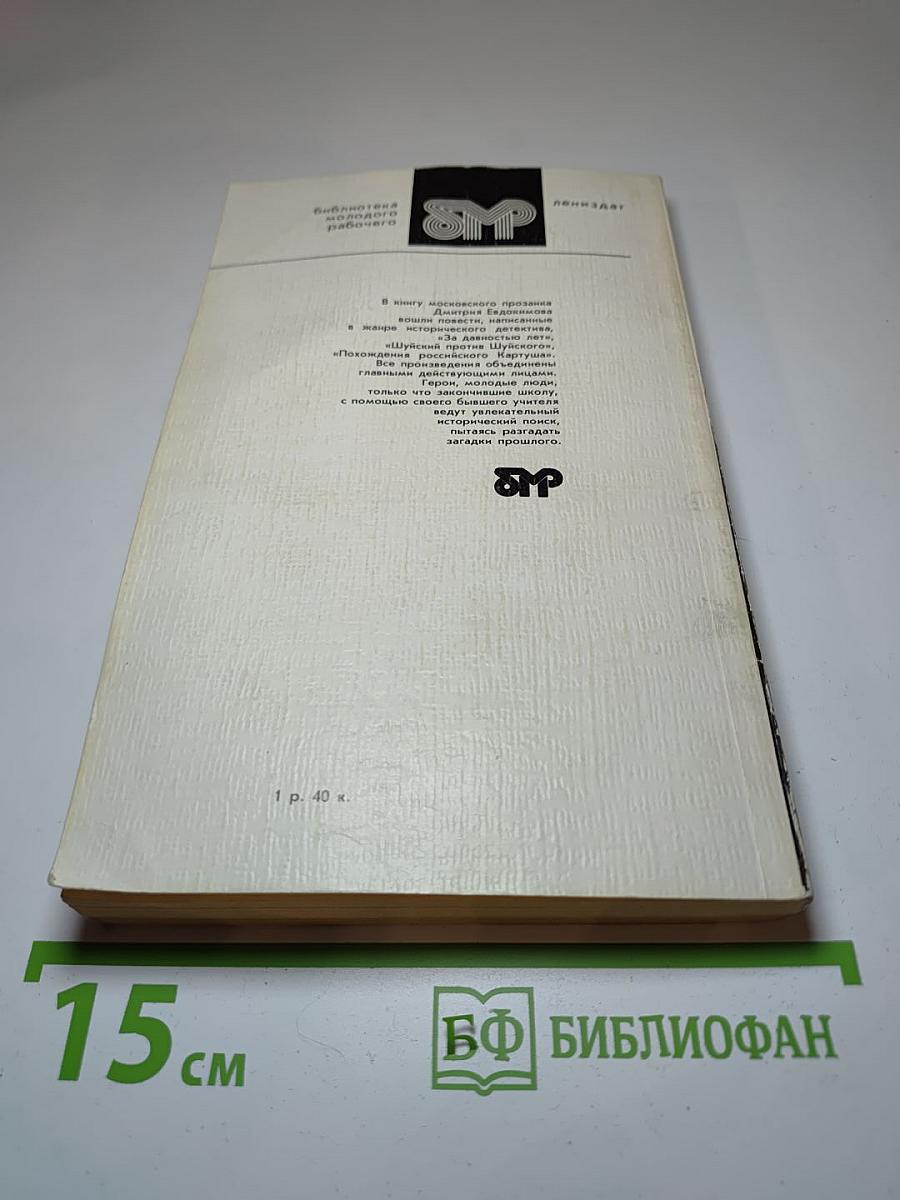 библиотека
молодого
рабочего
бмр
лениздат
В книгу московского прозаика
Дмитрия Евдокимова
вошли повести, написанные
в жанре исторического детектива,
«За давностью лет»,
«Шуйский против Шуйского»,
«Похождения российского Картуша».
Все произведения объединены
главными действующими лицами.
Герои, молодые люди,
только что закончившие школу,
с помощью своего бывшего учителя
ведут увлекательный
исторический поиск,
пытаясь разгадать
загадки прошлого.
бмр
1 р. 40 к.
15 см
БФ БИБЛИОФАН